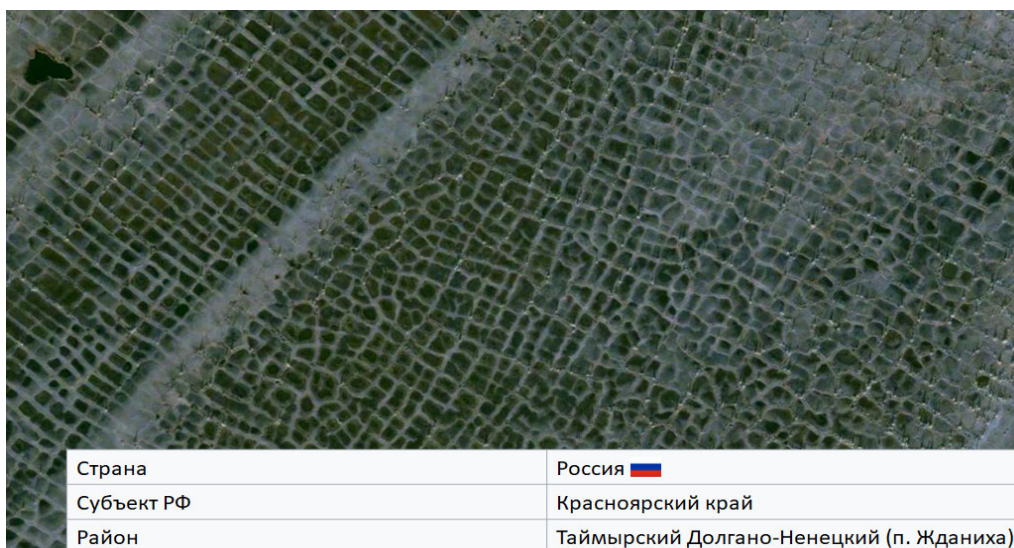 Страна Россия
Субъект РФ Красноярский край
Район Таймырский Долгано-Ненецкий (п. Жданиха)